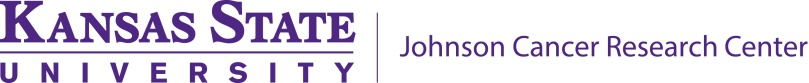 KANSAS STATE
UNIVERSITY
Johnson Cancer Research Center